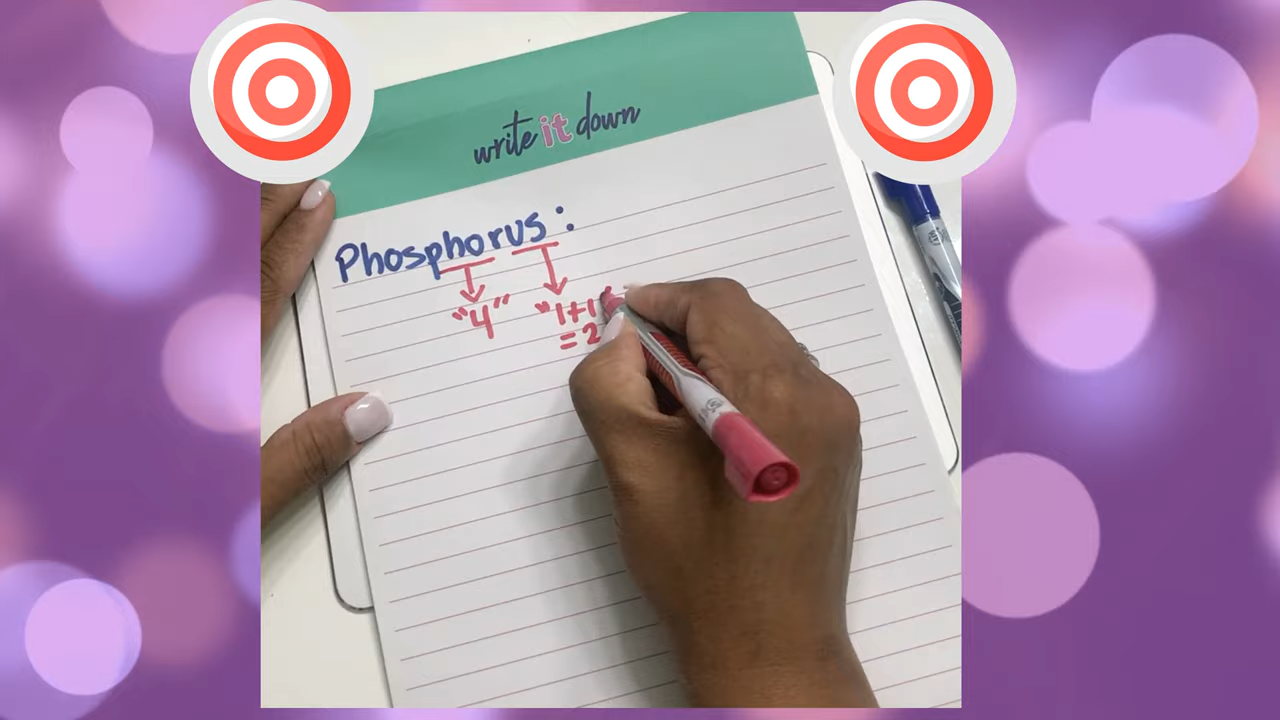 write it down
Phosphorus:
"4" "1+1"
= 2